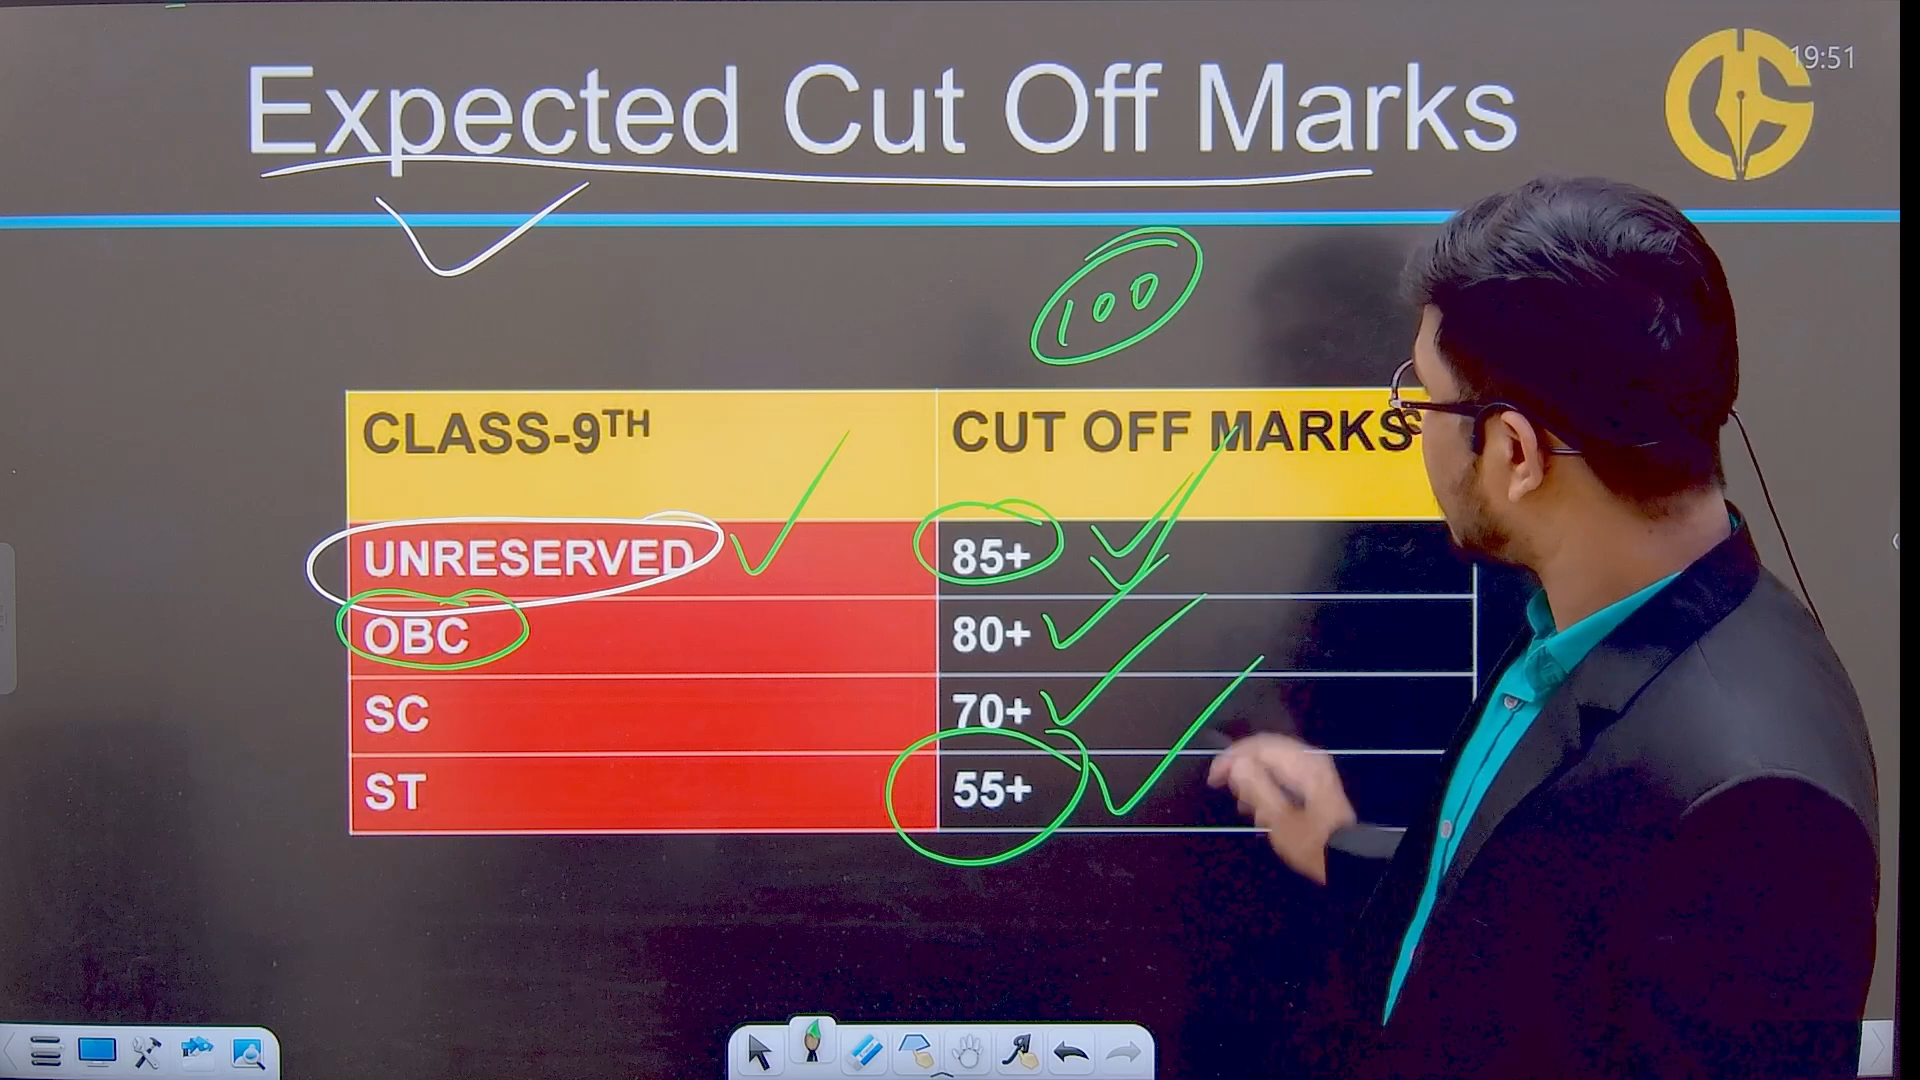 19:51
Expected Cut Off Marks
100
CLASS-9TH CUT OFF MARKS
UNRESERVED 85+
OBC 80+
SC 70+
ST 55+